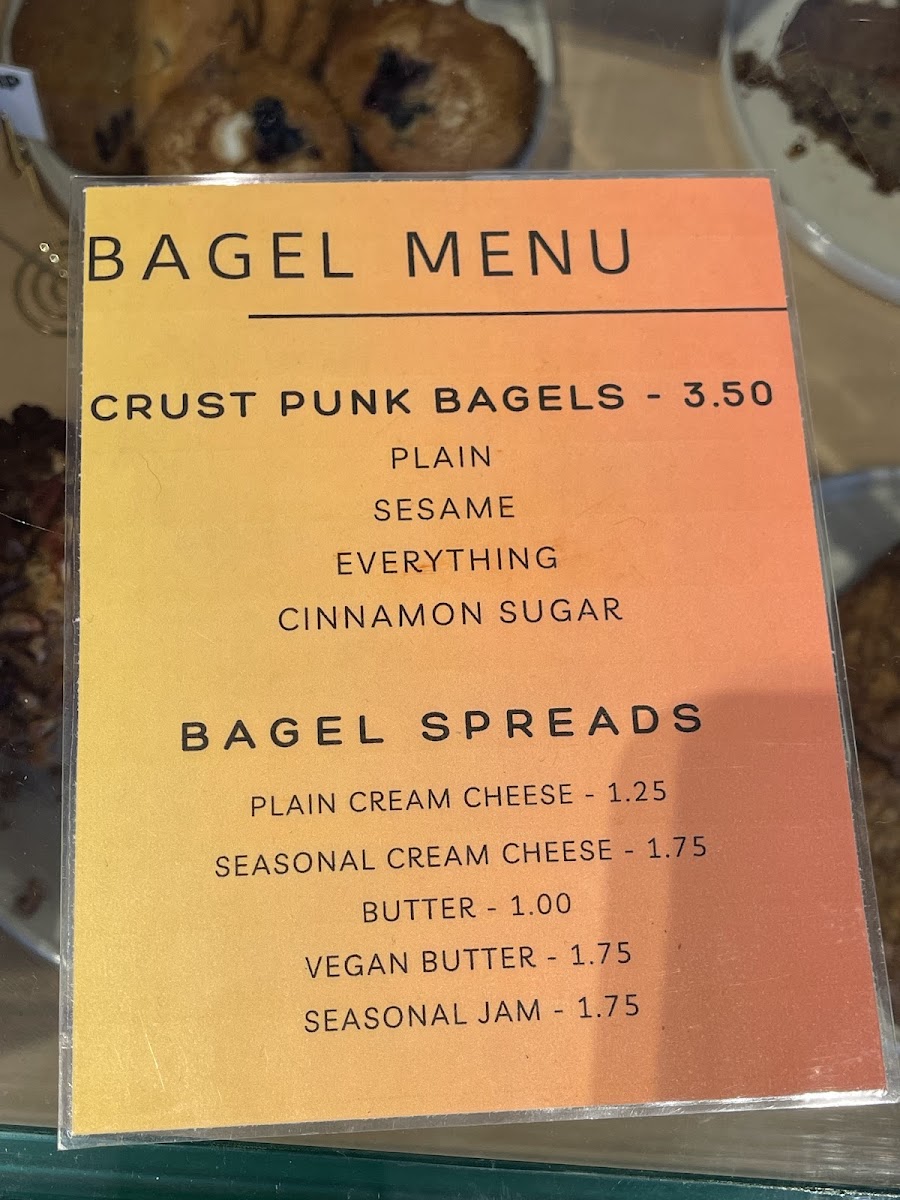 BAGEL MENU
CRUST PUNK BAGELS - 3.50
PLAIN
SESAME
EVERYTHING
CINNAMON SUGAR
BAGEL SPREADS
PLAIN CREAM CHEESE - 1.25
SEASONAL CREAM CHEESE - 1.75
BUTTER - 1.00
VEGAN BUTTER - 1.75
SEASONAL JAM - 1.75